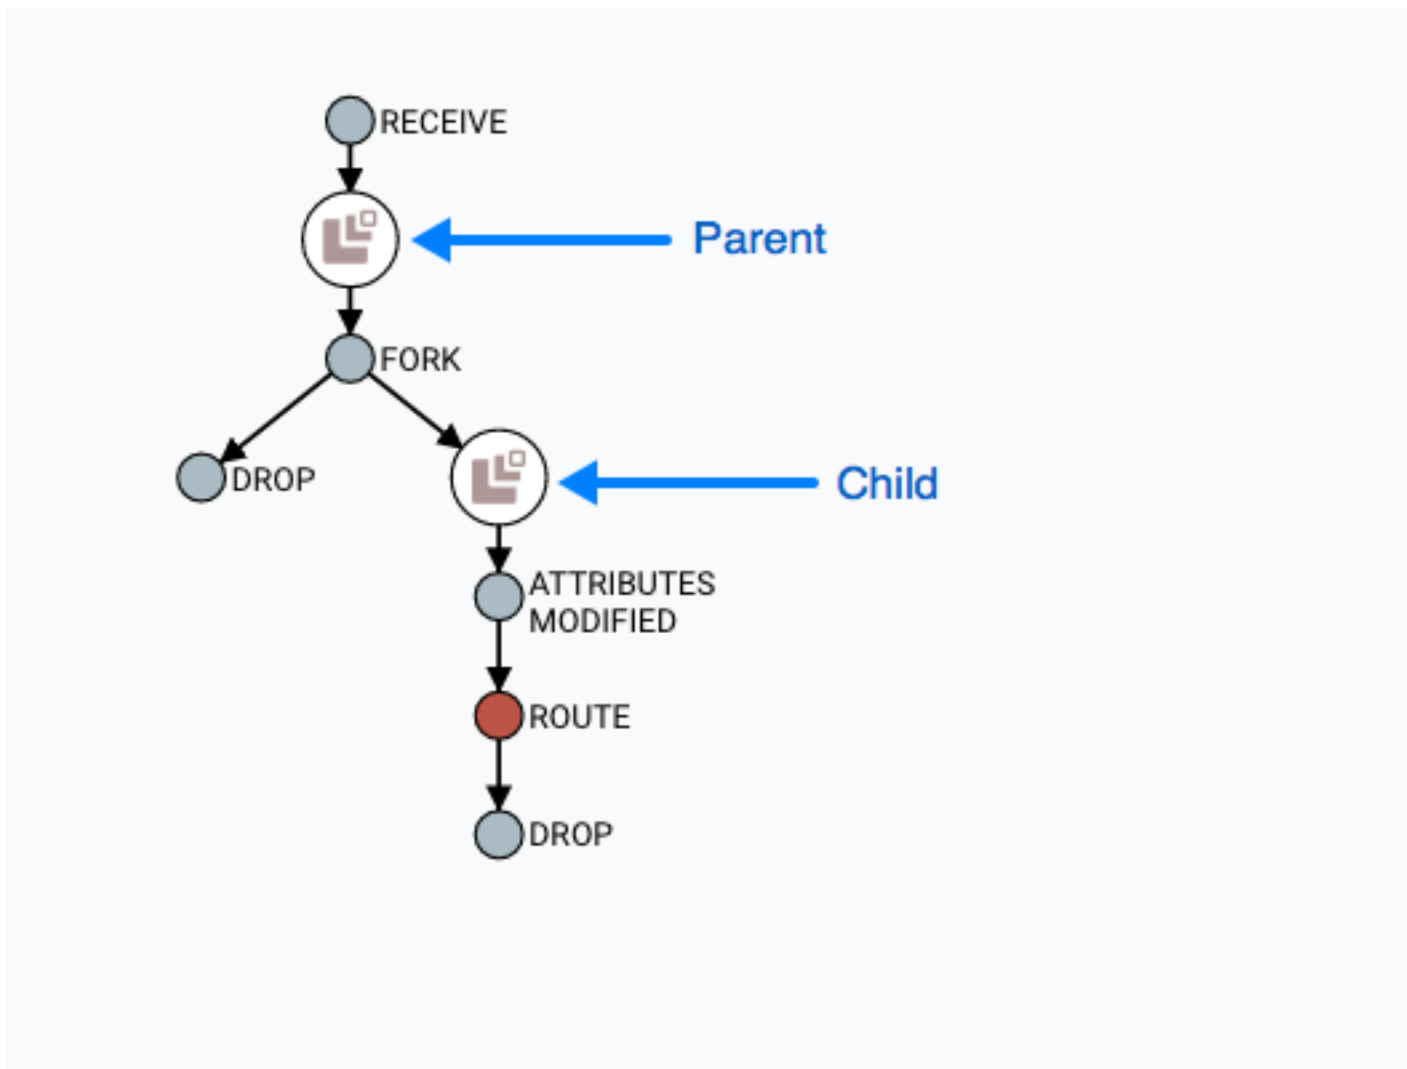 RECEIVE
Parent
FORK
DROP
Child
ATTRIBUTES
MODIFIED
ROUTE
DROP